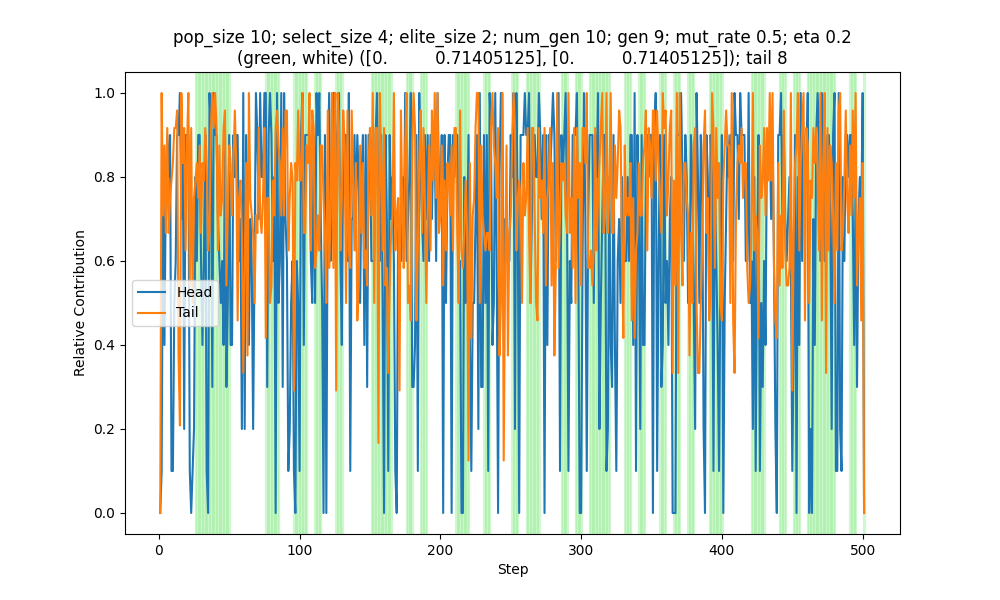 pop_size 10; select_size 4; elite_size 2; num_gen 10; gen 9; mut_rate 0.5; eta 0.2
(green, white) ([0.         0.71405125], [0.         0.71405125]); tail 8
1.0
0.8
0.6
0.4
0.2
0.0
Relative Contribution
Head
Tail
0
100
200
300
400
500
Step